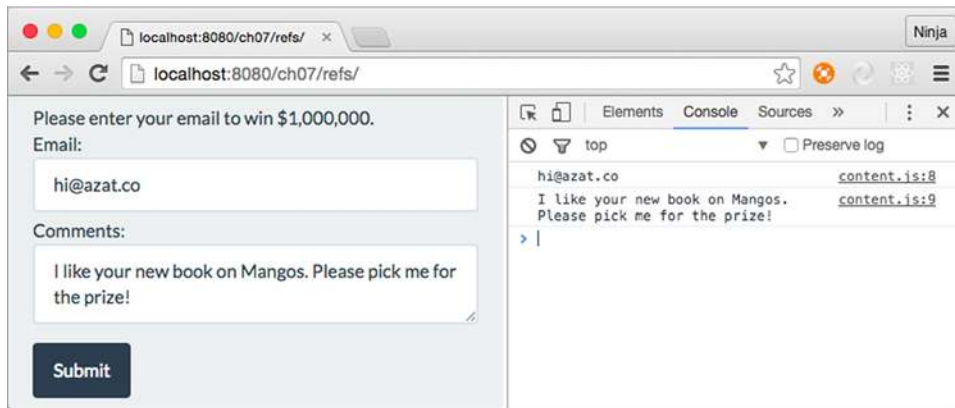 localhost:8080/ch07/refs/ ×
Ninja
localhost:8080/ch07/refs/
Please enter your email to win $1,000,000.
Email:
hi@azat.co
Comments:
I like your new book on Mangos. Please pick me for
the prize!
Submit
Elements Console Sources »
top Preserve log
hi@azat.co content.js:8
I like your new book on Mangos. content.js:9
Please pick me for the prize!
>